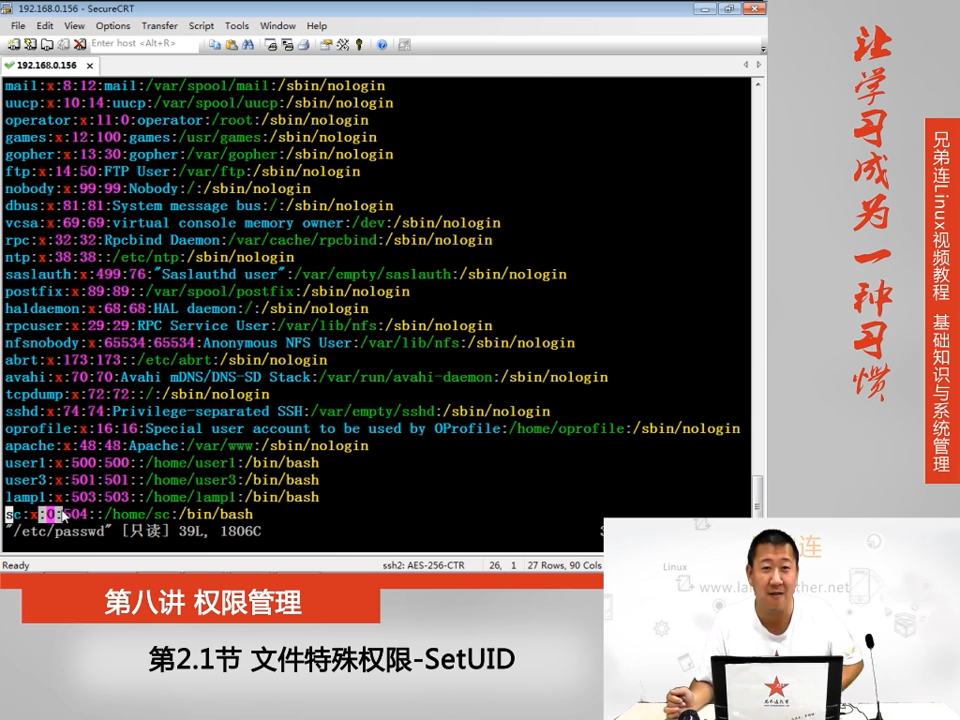 192.168.0.156 - SecureCRT
File Edit View Options Transfer Script Tools Window Help
Enter host <Alt+R>
192.168.0.156
mail:x:8:12:mail:/var/spool/mail:/sbin/nologin
uucp:x:10:14:uucp:/var/spool/uucp:/sbin/nologin
operator:x:11:0:operator:/root:/sbin/nologin
games:x:12:100:games:/usr/games:/sbin/nologin
gopher:x:13:30:gopher:/var/gopher:/sbin/nologin
ftp:x:14:50:FTP User:/var/ftp:/sbin/nologin
nobody:x:99:99:Nobody:/:/sbin/nologin
dbus:x:81:81:System message bus:/:/sbin/nologin
vcsa:x:69:69:virtual console memory owner:/dev:/sbin/nologin
rpc:x:32:32:Rpcbind Daemon:/var/cache/rpcbind:/sbin/nologin
ntp:x:38:38::/etc/ntp:/sbin/nologin
saslauth:x:499:76:"Saslauthd user":/var/empty/saslauth:/sbin/nologin
postfix:x:89:89::/var/spool/postfix:/sbin/nologin
haldaemon:x:68:68:HAL daemon:/:/sbin/nologin
rpcuser:x:29:29:RPC Service User:/var/lib/nfs:/sbin/nologin
nfsnobody:x:65534:65534:Anonymous NFS User:/var/lib/nfs:/sbin/nologin
abrt:x:173:173::/etc/abrt:/sbin/nologin
avahi:x:70:70:Avahi mDNS/DNS-SD Stack:/var/run/avahi-daemon:/sbin/nologin
tcpdump:x:72:72::/:/sbin/nologin
sshd:x:74:74:Privilege-separated SSH:/var/empty/sshd:/sbin/nologin
oprofile:x:16:16:Special user account to be used by OProfile:/home/oprofile:/sbin/nologin
apache:x:48:48:Apache:/var/www:/sbin/nologin
user1:x:500:500::/home/user1:/bin/bash
user3:x:501:501::/home/user3:/bin/bash
lamp1:x:503:503::/home/lamp1:/bin/bash
sc:x:0:504::/home/sc:/bin/bash
"/etc/passwd" [只读] 39L, 1806C
Ready ssh2: AES-256-CTR 26, 1 27 Rows, 90 Cols
让学习成为一种习惯
兄弟连Linux视频教程 基础知识与系统管理
第八讲 权限管理
第2.1节 文件特殊权限-SetUID
连
Linux